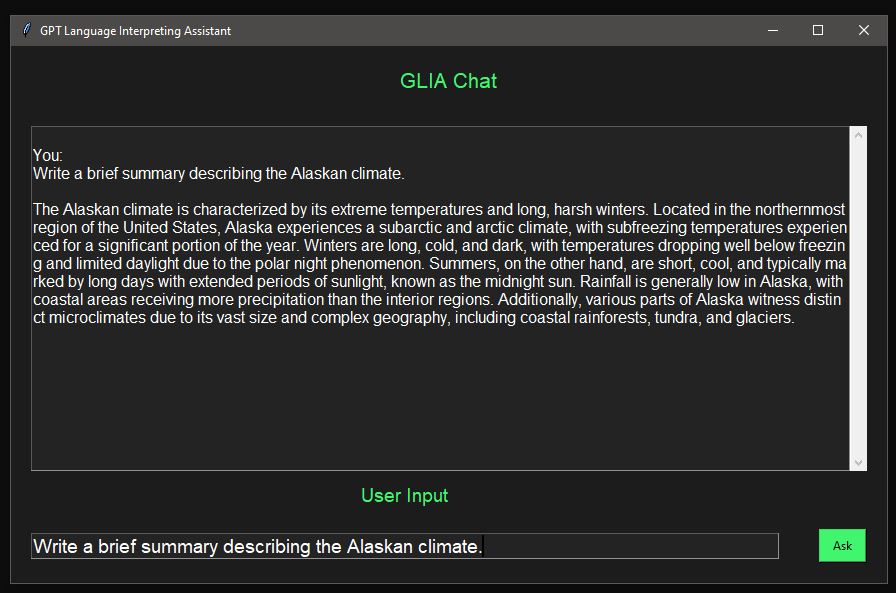 GPT Language Interpreting Assistant
GLIA Chat
You:
Write a brief summary describing the Alaskan climate.
The Alaskan climate is characterized by its extreme temperatures and long, harsh winters. Located in the northernmost
region of the United States, Alaska experiences a subarctic and arctic climate, with subfreezing temperatures experien
ced for a significant portion of the year. Winters are long, cold, and dark, with temperatures dropping well below freezin
g and limited daylight due to the polar night phenomenon. Summers, on the other hand, are short, cool, and typically ma
rked by long days with extended periods of sunlight, known as the midnight sun. Rainfall is generally low in Alaska, with
coastal areas receiving more precipitation than the interior regions. Additionally, various parts of Alaska witness distin
ct microclimates due to its vast size and complex geography, including coastal rainforests, tundra, and glaciers.
User Input
Write a brief summary describing the Alaskan climate.
Ask